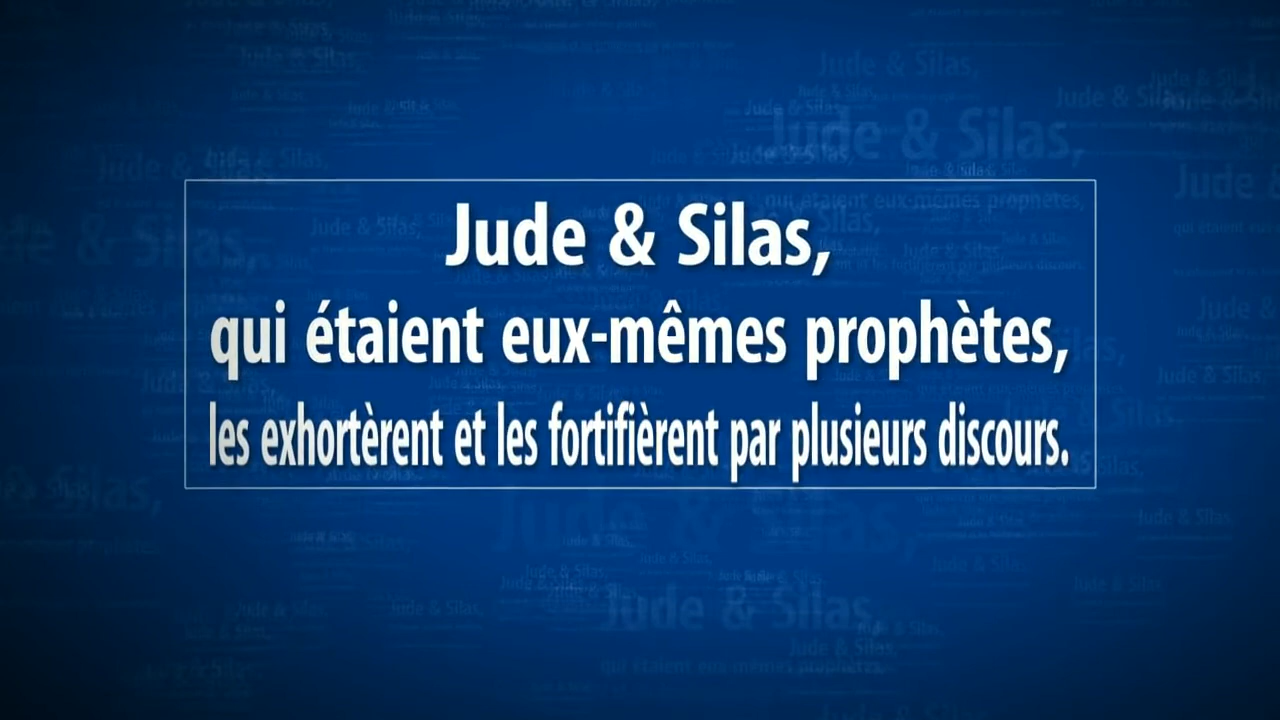 Jude & Silas,
qui étaient eux-mêmes prophètes,
les exhortèrent et les fortifièrent par plusieurs discours.